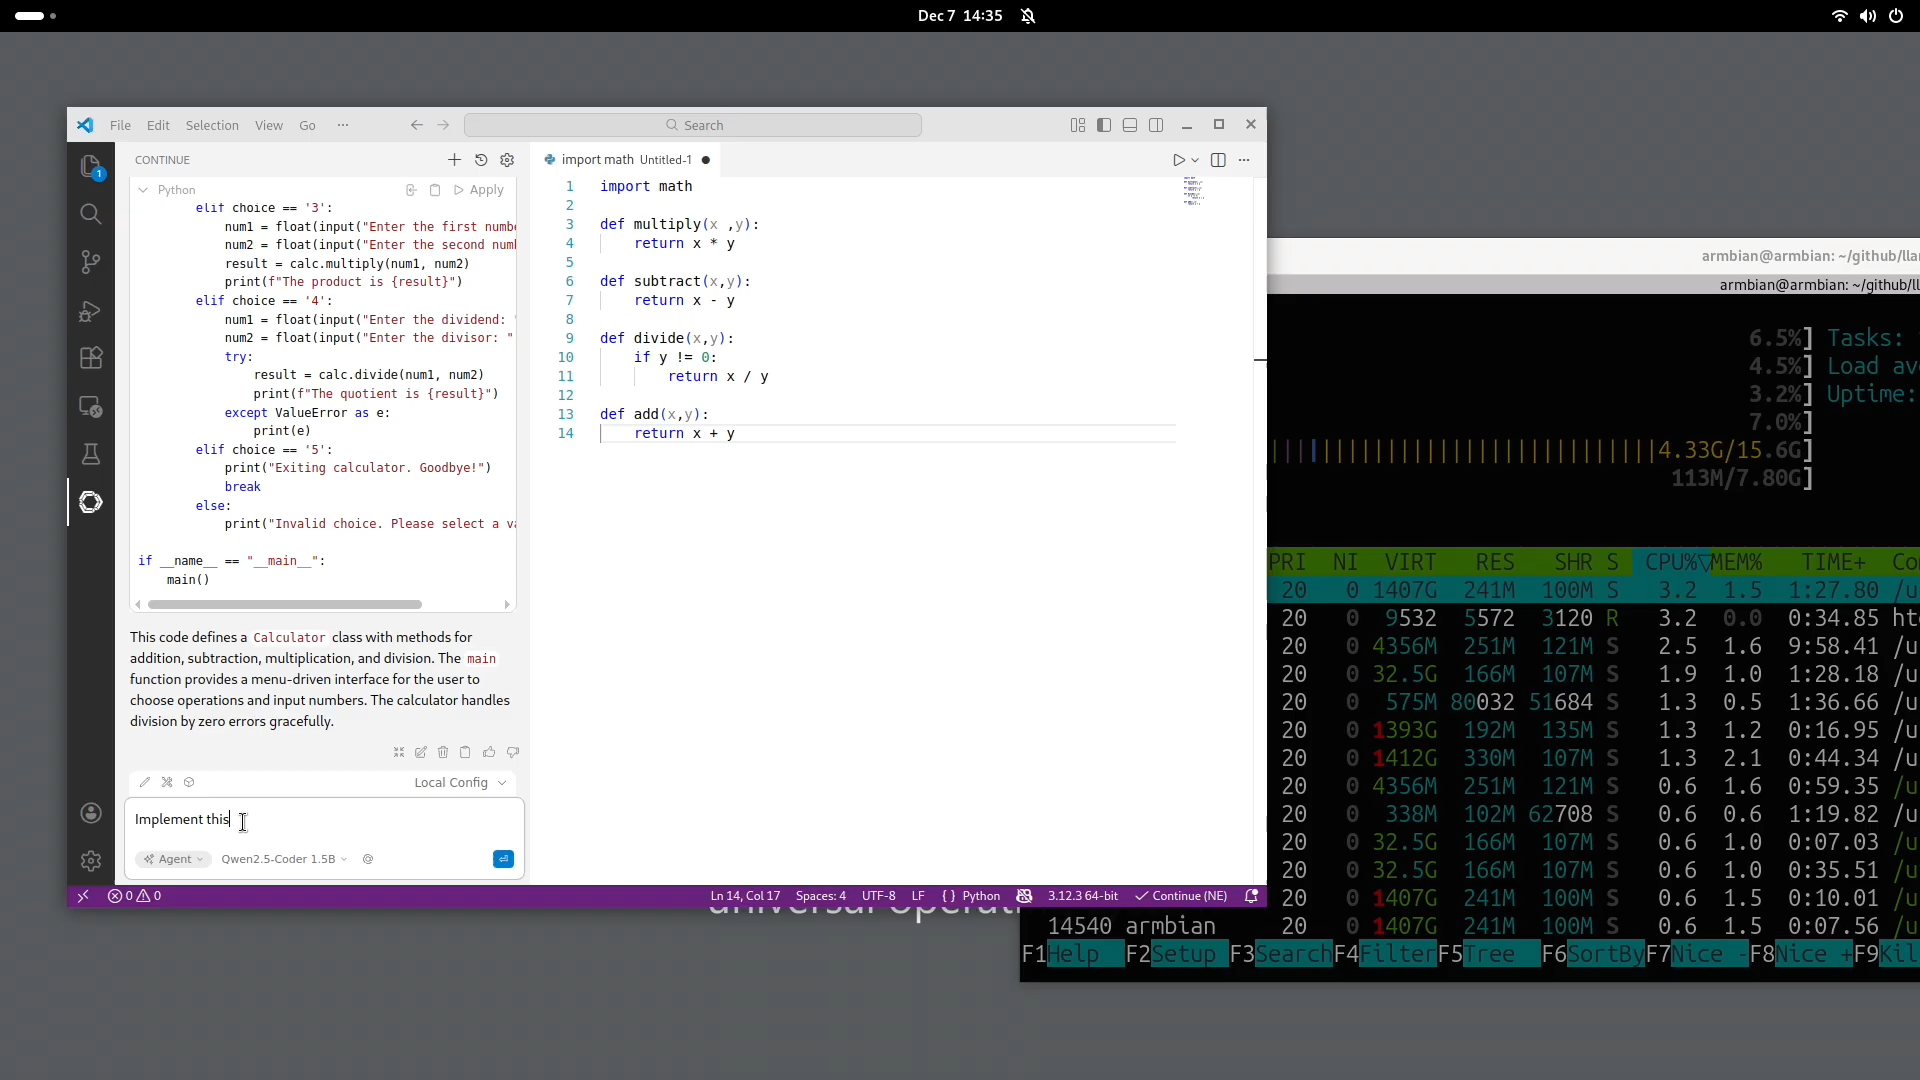 Dec 7 14:35
File Edit Selection View Go ··· Search
CONTINUE
import math Untitled-1
Python Apply
elif choice == '3':
num1 = float(input("Enter the first numbe
num2 = float(input("Enter the second num
result = calc.multiply(num1, num2)
print(f"The product is {result}")
elif choice == '4':
num1 = float(input("Enter the dividend:
num2 = float(input("Enter the divisor: "
try:
result = calc.divide(num1, num2)
print(f"The quotient is {result}")
except ValueError as e:
print(e)
elif choice == '5':
print("Exiting calculator. Goodbye!")
break
else:
print("Invalid choice. Please select a va
if __name__ == "__main__":
main()
This code defines a Calculator class with methods for
addition, subtraction, multiplication, and division. The main
function provides a menu-driven interface for the user to
choose operations and input numbers. The calculator handles
division by zero errors gracefully.
Local Config
Implement this
Agent Qwen2.5-Coder 1.5B @
1 import math
2
3 def multiply(x ,y):
4 return x * y
5
6 def subtract(x,y):
7 return x - y
8
9 def divide(x,y):
10 if y != 0:
11 return x / y
12
13 def add(x,y):
14 return x + y
1
0 0 Ln 14, Col 17 Spaces: 4 UTF-8 LF { } Python 3.12.3 64-bit Continue (NE)
armbian@armbian: ~/github/lla
armbian@armbian: ~/github/ll
6.5%] Tasks:
4.5%] Load av
3.2%] Uptime:
7.0%]
4.33G/15.6G]
113M/7.80G]
PRI NI VIRT RES SHR S CPU%▽MEM% TIME+ Co
20 0 1407G 241M 100M S 3.2 1.5 1:27.80 /u
20 0 9532 5572 3120 R 3.2 0.0 0:34.85 ht
20 0 4356M 251M 121M S 2.5 1.6 9:58.41 /u
20 0 32.5G 166M 107M S 1.9 1.0 1:28.18 /u
20 0 575M 80032 51684 S 1.3 0.5 1:36.66 /u
20 0 1393G 192M 135M S 1.3 1.2 0:16.95 /u
20 0 1412G 330M 107M S 1.3 2.1 0:44.34 /u
20 0 4356M 251M 121M S 0.6 1.6 0:59.35 /u
20 0 338M 102M 62708 S 0.6 0.6 1:19.82 /u
20 0 32.5G 166M 107M S 0.6 1.0 0:07.03 /u
20 0 32.5G 166M 107M S 0.6 1.0 0:35.51 /u
20 0 1407G 241M 100M S 0.6 1.5 0:10.01 /u
14540 armbian 20 0 1407G 241M 100M S 0.6 1.5 0:07.56 /u
F1Help F2Setup F3SearchF4FilterF5Tree F6SortByF7Nice -F8Nice +F9Kil